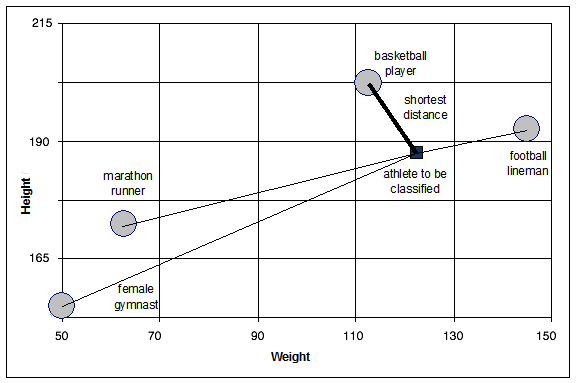 215
basketball
player
shortest
distance
190
football
lineman
athlete to be
classified
marathon
runner
Height
165
female
gymnast
50
70
90
110
130
150
Weight